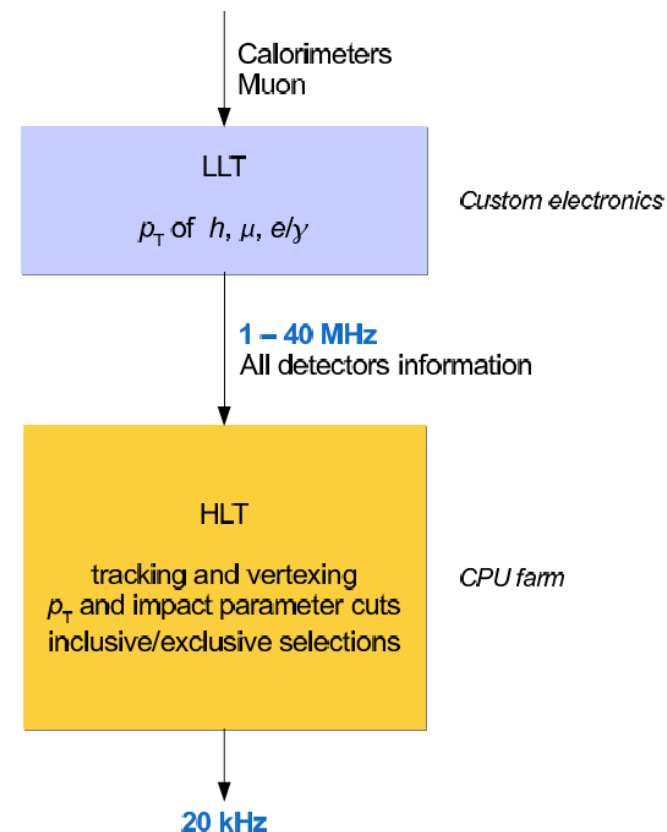 Calorimeters
Muon
LLT
pT of h, μ, e/γ
Custom electronics
1 – 40 MHz
All detectors information
HLT
tracking and vertexing
pT and impact parameter cuts
inclusive/exclusive selections
CPU farm
20 kHz